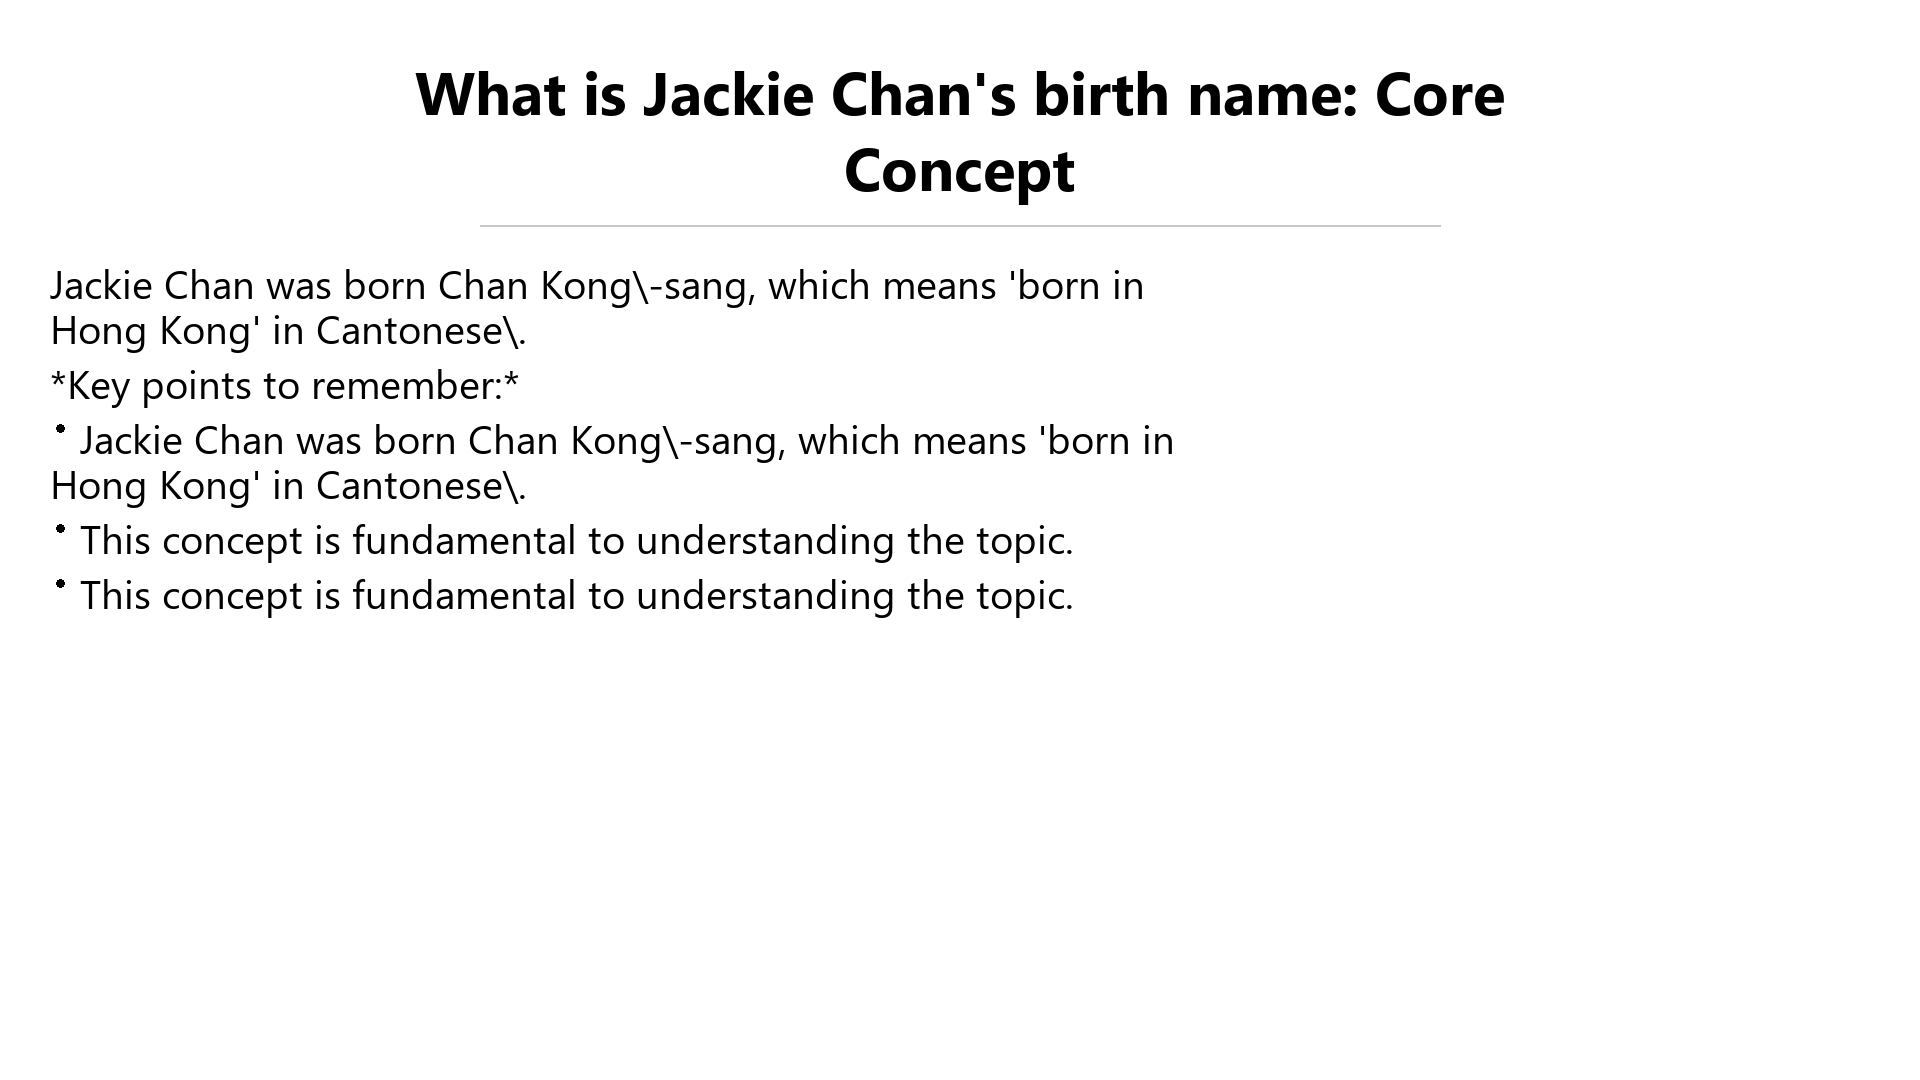 What is Jackie Chan's birth name: Core
Concept
Jackie Chan was born Chan Kong\-sang, which means 'born in
Hong Kong' in Cantonese\.
*Key points to remember:*
• Jackie Chan was born Chan Kong\-sang, which means 'born in
Hong Kong' in Cantonese\.
• This concept is fundamental to understanding the topic.
• This concept is fundamental to understanding the topic.